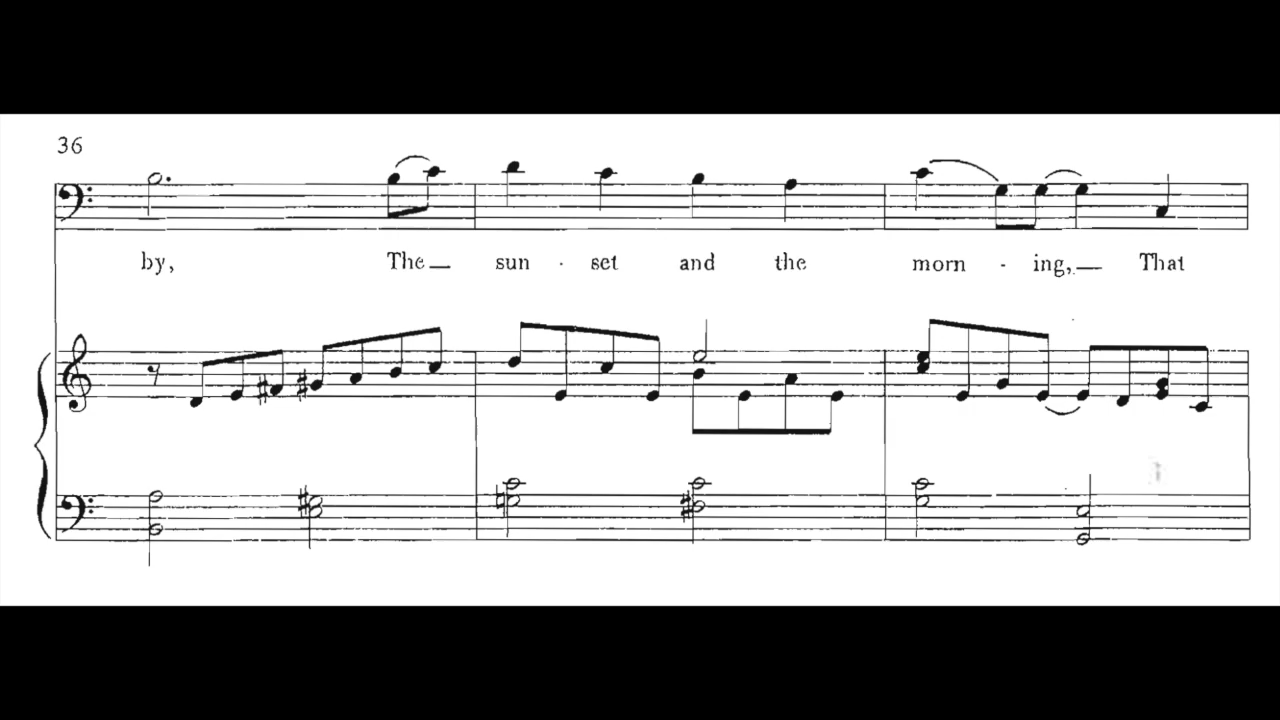 36
by, The sun - set and the morn - ing, That